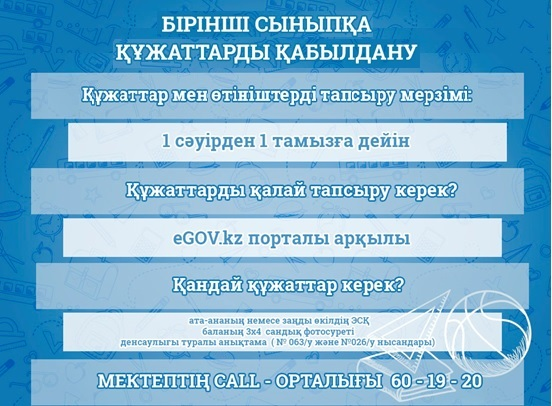 БІРІНШІ СЫНЫПҚА
ҚҰЖАТТАРДЫ ҚАБЫЛДАНУ
Құжаттар мен өтініштерді тапсыру мерзімі:
1 сәуірден 1 тамызға дейін
Құжаттарды қалай тапсыру керек?
eGOV.kz порталы арқылы
Қандай құжаттар керек?
ата-ананың немесе заңды өкілдің ЭСҚ
баланың 3х4 сандық фотосуреті
денсаулығы туралы анықтама ( № 063/у және №026/у нысандары)
МЕКТЕПТІҢ CALL - ОРТАЛЫҒЫ 60 - 19 - 20